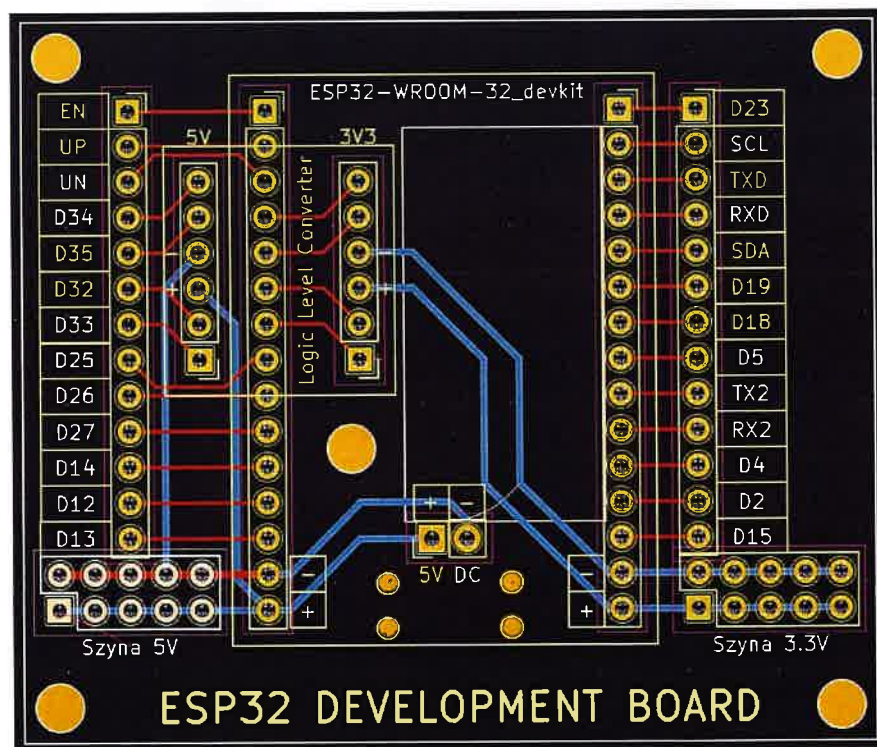 ESP32-WROOM-32_devkit
EN
UP
UN
D34
D35
D32
D33
D25
D26
D27
D14
D12
D13
5V
3V3
-
+
-
+
Logic Level Converter
D23
SCL
TXD
RXD
SDA
D19
D18
D5
TX2
RX2
D4
D2
D15
+ -
5V DC
-
+
-
+
Szyna 5V
Szyna 3.3V
ESP32 DEVELOPMENT BOARD